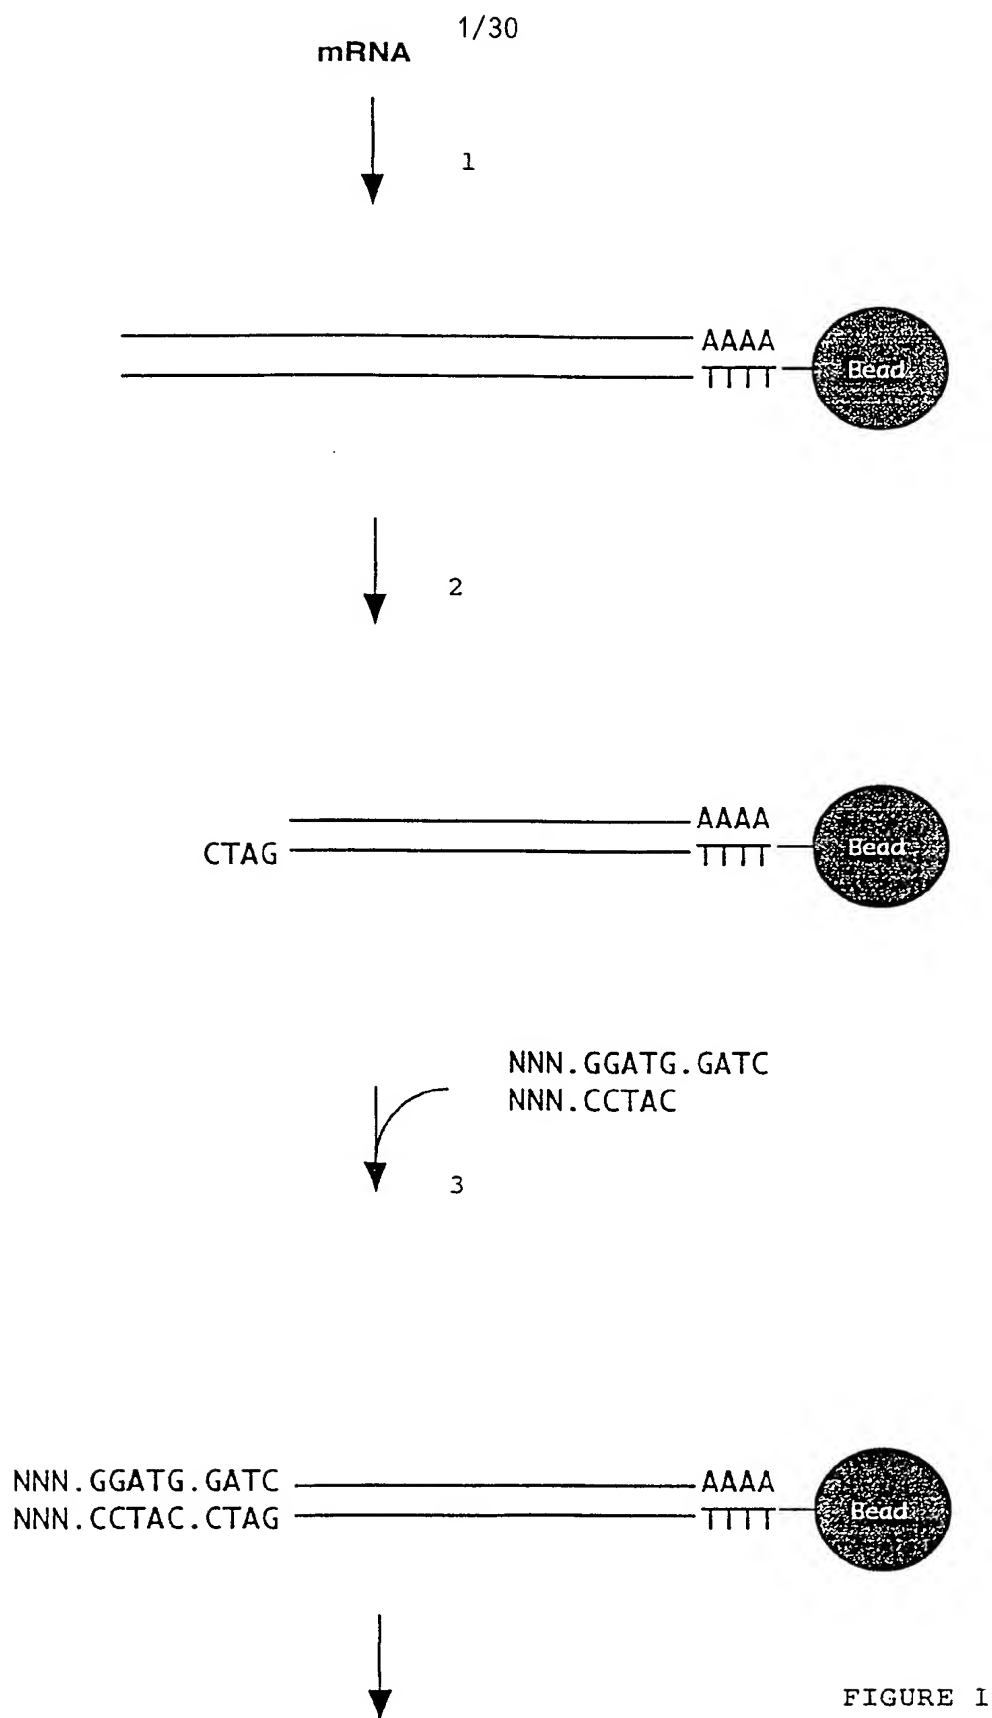 1/30
mRNA
1
AAAA
TTTT
Bead
2
AAAA
CTAG
TTTT
Bead
NNN.GGATG.GATC
NNN.CCTAC
3
NNN.GGATG.GATC
AAAA
NNN.CCTAC.CTAG
TTTT
Bead
FIGURE I